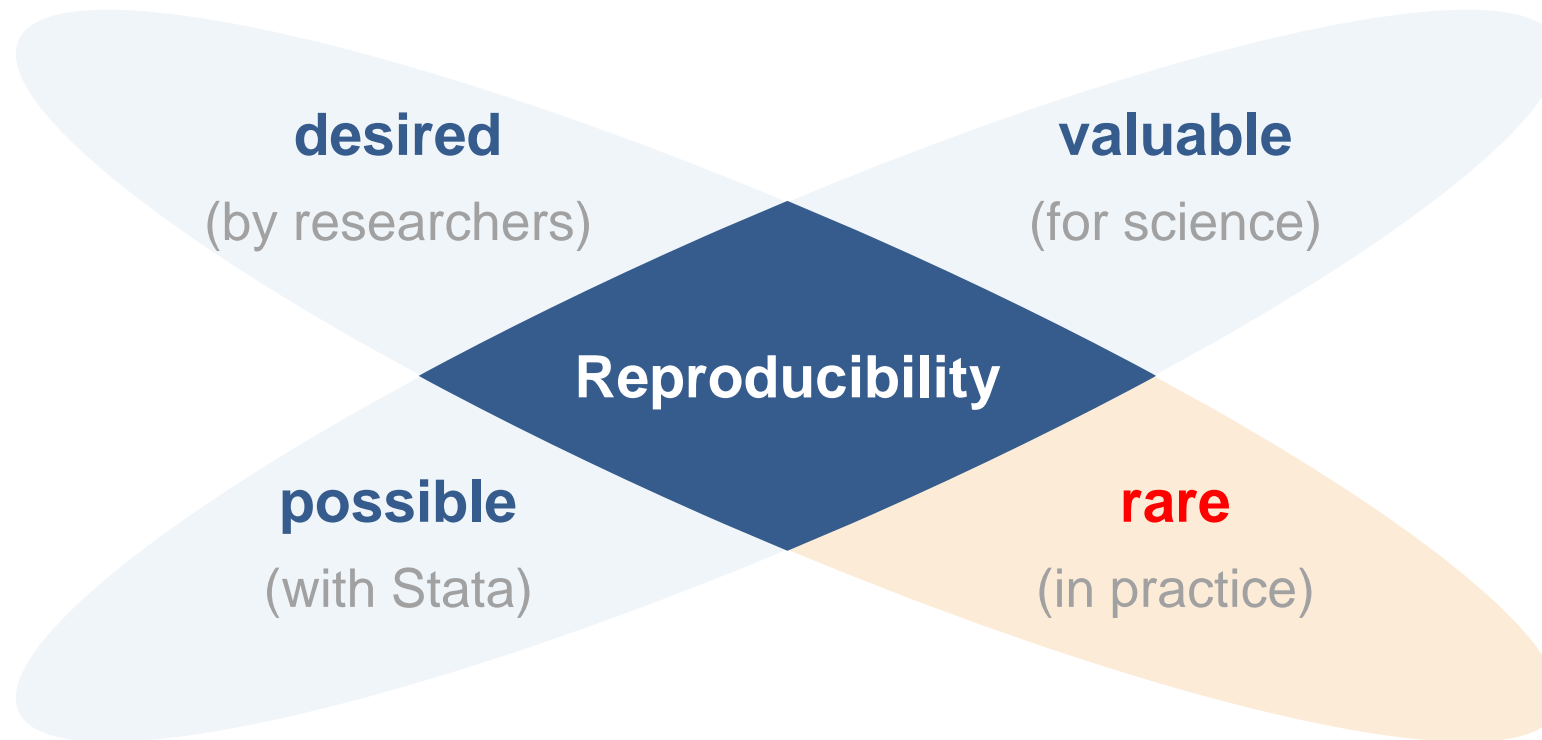 desired
(by researchers)
valuable
(for science)
Reproducibility
possible
(with Stata)
rare
(in practice)